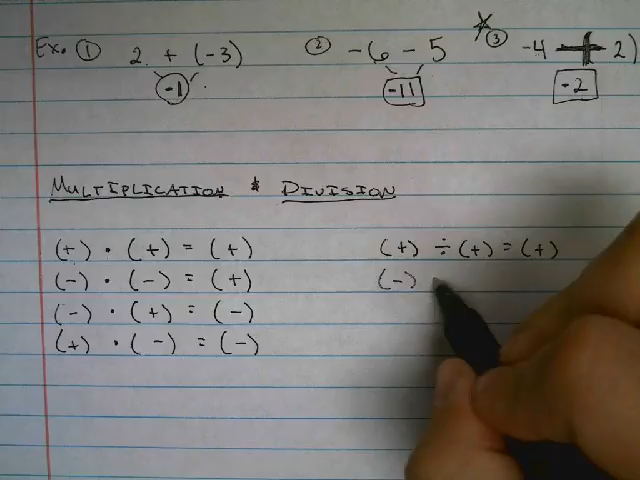 Ex. ① 2 + (-3) ② -6 - 5 * ③ -4 + 2)
-1 -11 -2
MULTIPLICATION & DIVISION
(+) · (+) = (+) (+) ÷ (+) = (+)
(-) · (-) = (+) (-)
(-) · (+) = (-)
(+) · (-) = (-)